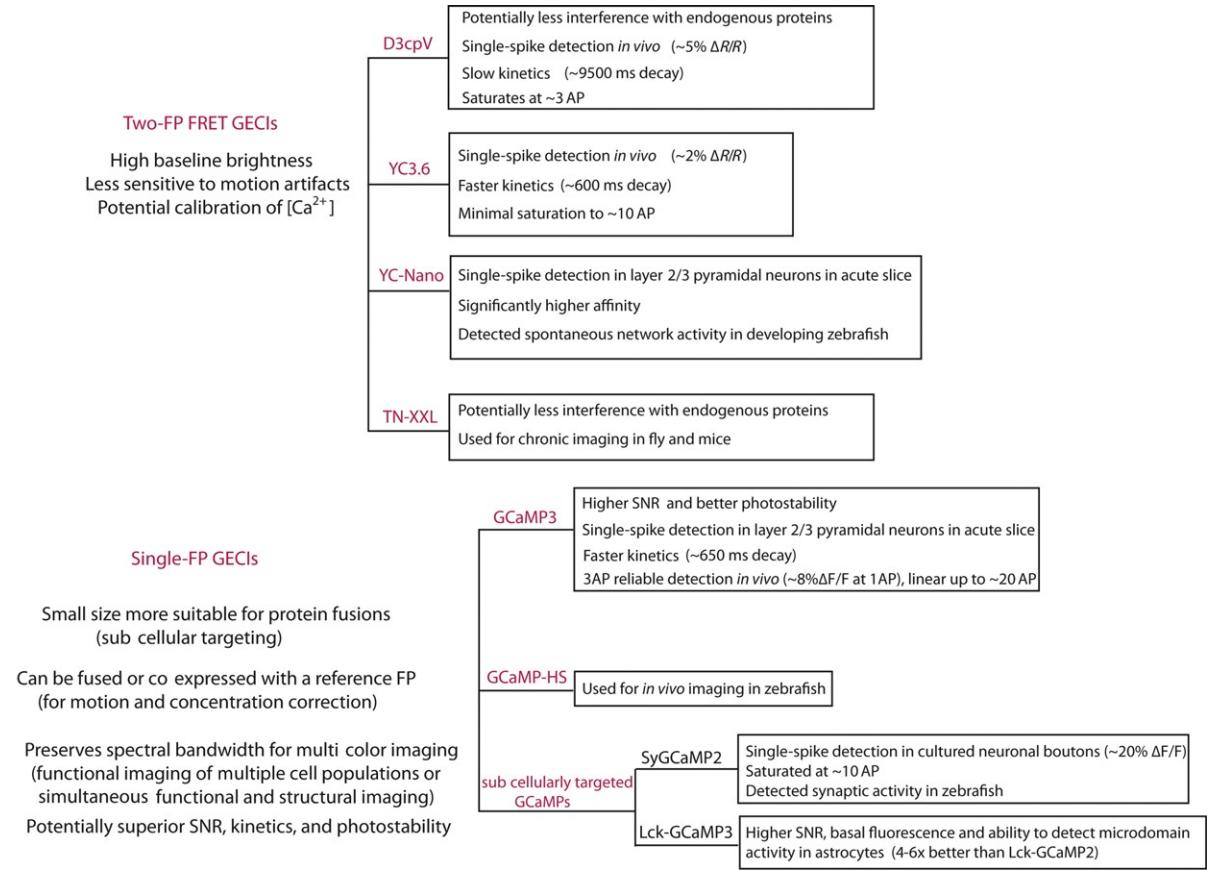 Two-FP FRET GECIs
High baseline brightness
Less sensitive to motion artifacts
Potential calibration of [Ca²⁺]
D3cpV
Potentially less interference with endogenous proteins
Single-spike detection in vivo (~5% ΔR/R)
Slow kinetics (~9500 ms decay)
Saturates at ~3 AP
YC3.6
Single-spike detection in vivo (~2% ΔR/R)
Faster kinetics (~600 ms decay)
Minimal saturation to ~10 AP
YC-Nano
Single-spike detection in layer 2/3 pyramidal neurons in acute slice
Significantly higher affinity
Detected spontaneous network activity in developing zebrafish
TN-XXL
Potentially less interference with endogenous proteins
Used for chronic imaging in fly and mice
Single-FP GECIs
Small size more suitable for protein fusions
(sub cellular targeting)
Can be fused or co expressed with a reference FP
(for motion and concentration correction)
Preserves spectral bandwidth for multi color imaging
(functional imaging of multiple cell populations or
simultaneous functional and structural imaging)
Potentially superior SNR, kinetics, and photostability
GCaMP3
Higher SNR and better photostability
Single-spike detection in layer 2/3 pyramidal neurons in acute slice
Faster kinetics (~650 ms decay)
3AP reliable detection in vivo (~8%ΔF/F at 1AP), linear up to ~20 AP
GCaMP-HS
Used for in vivo imaging in zebrafish
sub cellularly targeted
GCaMPs
SyGCaMP2
Single-spike detection in cultured neuronal boutons (~20% ΔF/F)
Saturated at ~10 AP
Detected synaptic activity in zebrafish
Lck-GCaMP3
Higher SNR, basal fluorescence and ability to detect microdomain
activity in astrocytes (4-6x better than Lck-GCaMP2)